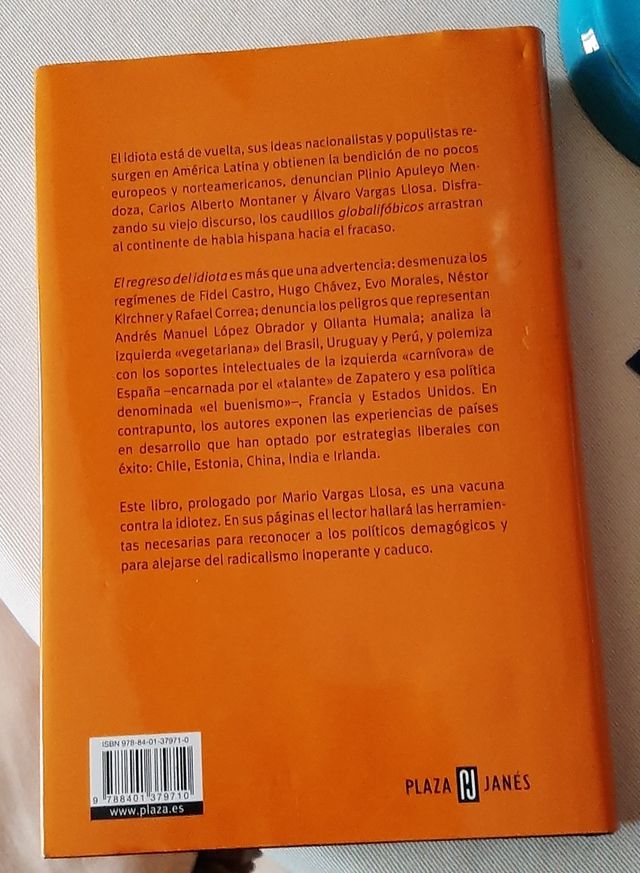 El idiota está de vuelta, sus ideas nacionalistas y populistas re-
surgen en América Latina y obtienen la bendición de no pocos
europeos y norteamericanos, denuncian Plinio Apuleyo Men-
doza, Carlos Alberto Montaner y Álvaro Vargas Llosa. Disfra-
zando su viejo discurso, los caudillos globalifóbicos arrastran
al continente de habla hispana hacia el fracaso.
El regreso del idiota es más que una advertencia: desmenuza los
regímenes de Fidel Castro, Hugo Chávez, Evo Morales, Néstor
Kirchner y Rafael Correa; denuncia los peligros que representan
Andrés Manuel López Obrador y Ollanta Humala; analiza la
izquierda «vegetariana» del Brasil, Uruguay y Perú, y polemiza
con los soportes intelectuales de la izquierda «carnívora» de
España –encarnada por el «talante» de Zapatero y esa política
denominada «el buenismo»–, Francia y Estados Unidos. En
contrapunto, los autores exponen las experiencias de países
en desarrollo que han optado por estrategias liberales con
éxito: Chile, Estonia, China, India e Irlanda.
Este libro, prologado por Mario Vargas Llosa, es una vacuna
contra la idiotez. En sus páginas el lector hallará las herramien-
tas necesarias para reconocer a los políticos demagógicos y
para alejarse del radicalismo inoperante y caduco.
ISBN 978-84-01-37971-0
9 788401 379710
www.plaza.es
PLAZA PJ JANÉS